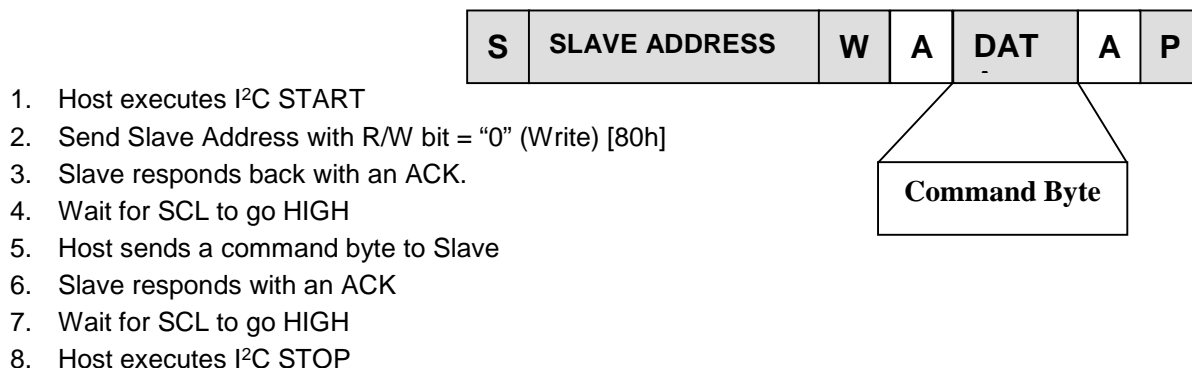 S SLAVE ADDRESS W A DAT A P
1. Host executes I²C START
2. Send Slave Address with R/W bit = “0” (Write) [80h]
3. Slave responds back with an ACK.
4. Wait for SCL to go HIGH
5. Host sends a command byte to Slave
6. Slave responds with an ACK
7. Wait for SCL to go HIGH
8. Host executes I²C STOP
Command Byte